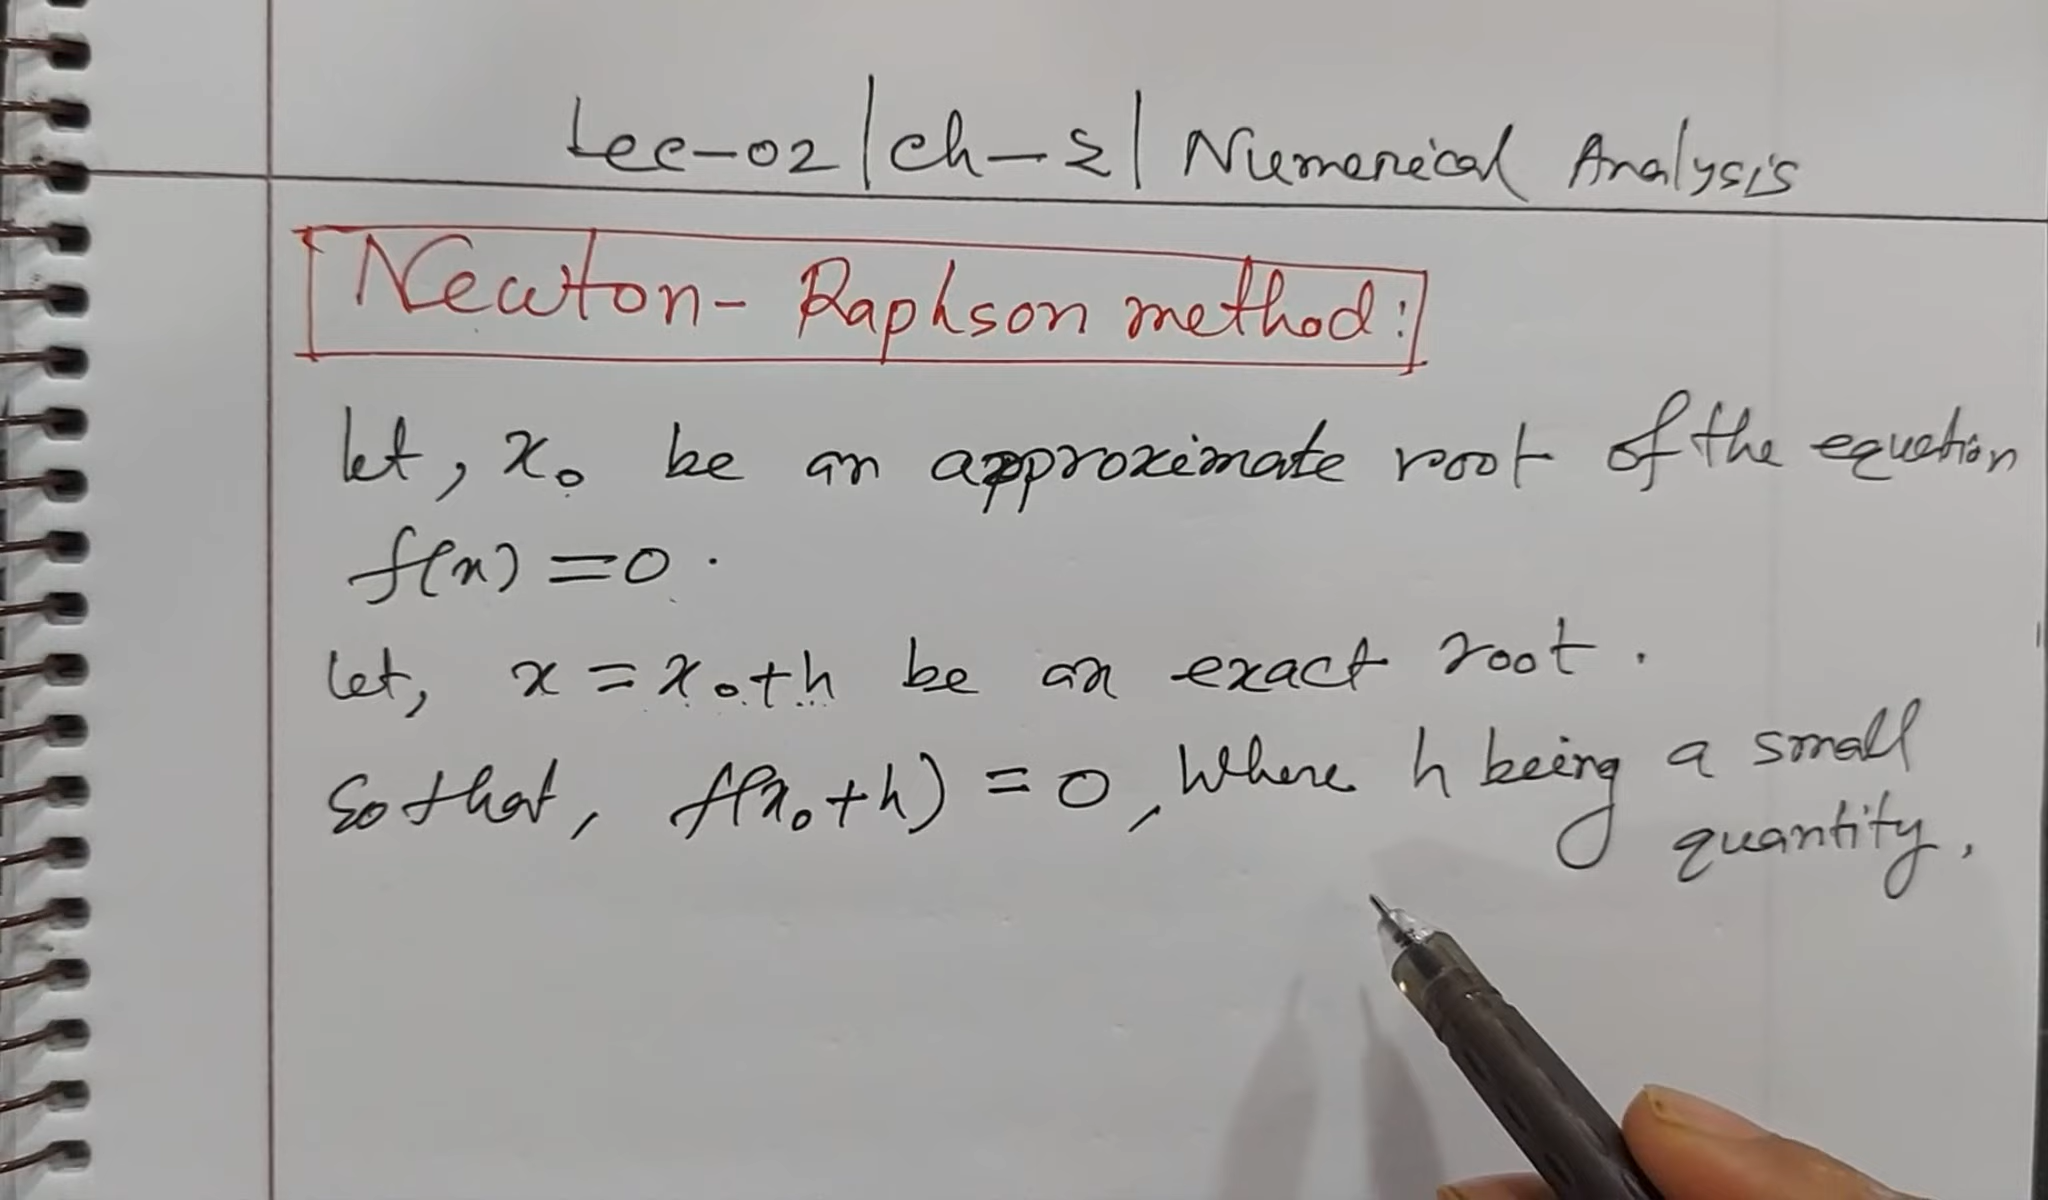 Lec-02 | ch-2 | Numerical Analysis
Newton-Raphson method:
Let, x₀ be an approximate root of the equation
f(x) = 0.
Let, x = x₀+h be an exact root.
So that, f(x₀+h) = 0, Where h being a small
quantity.